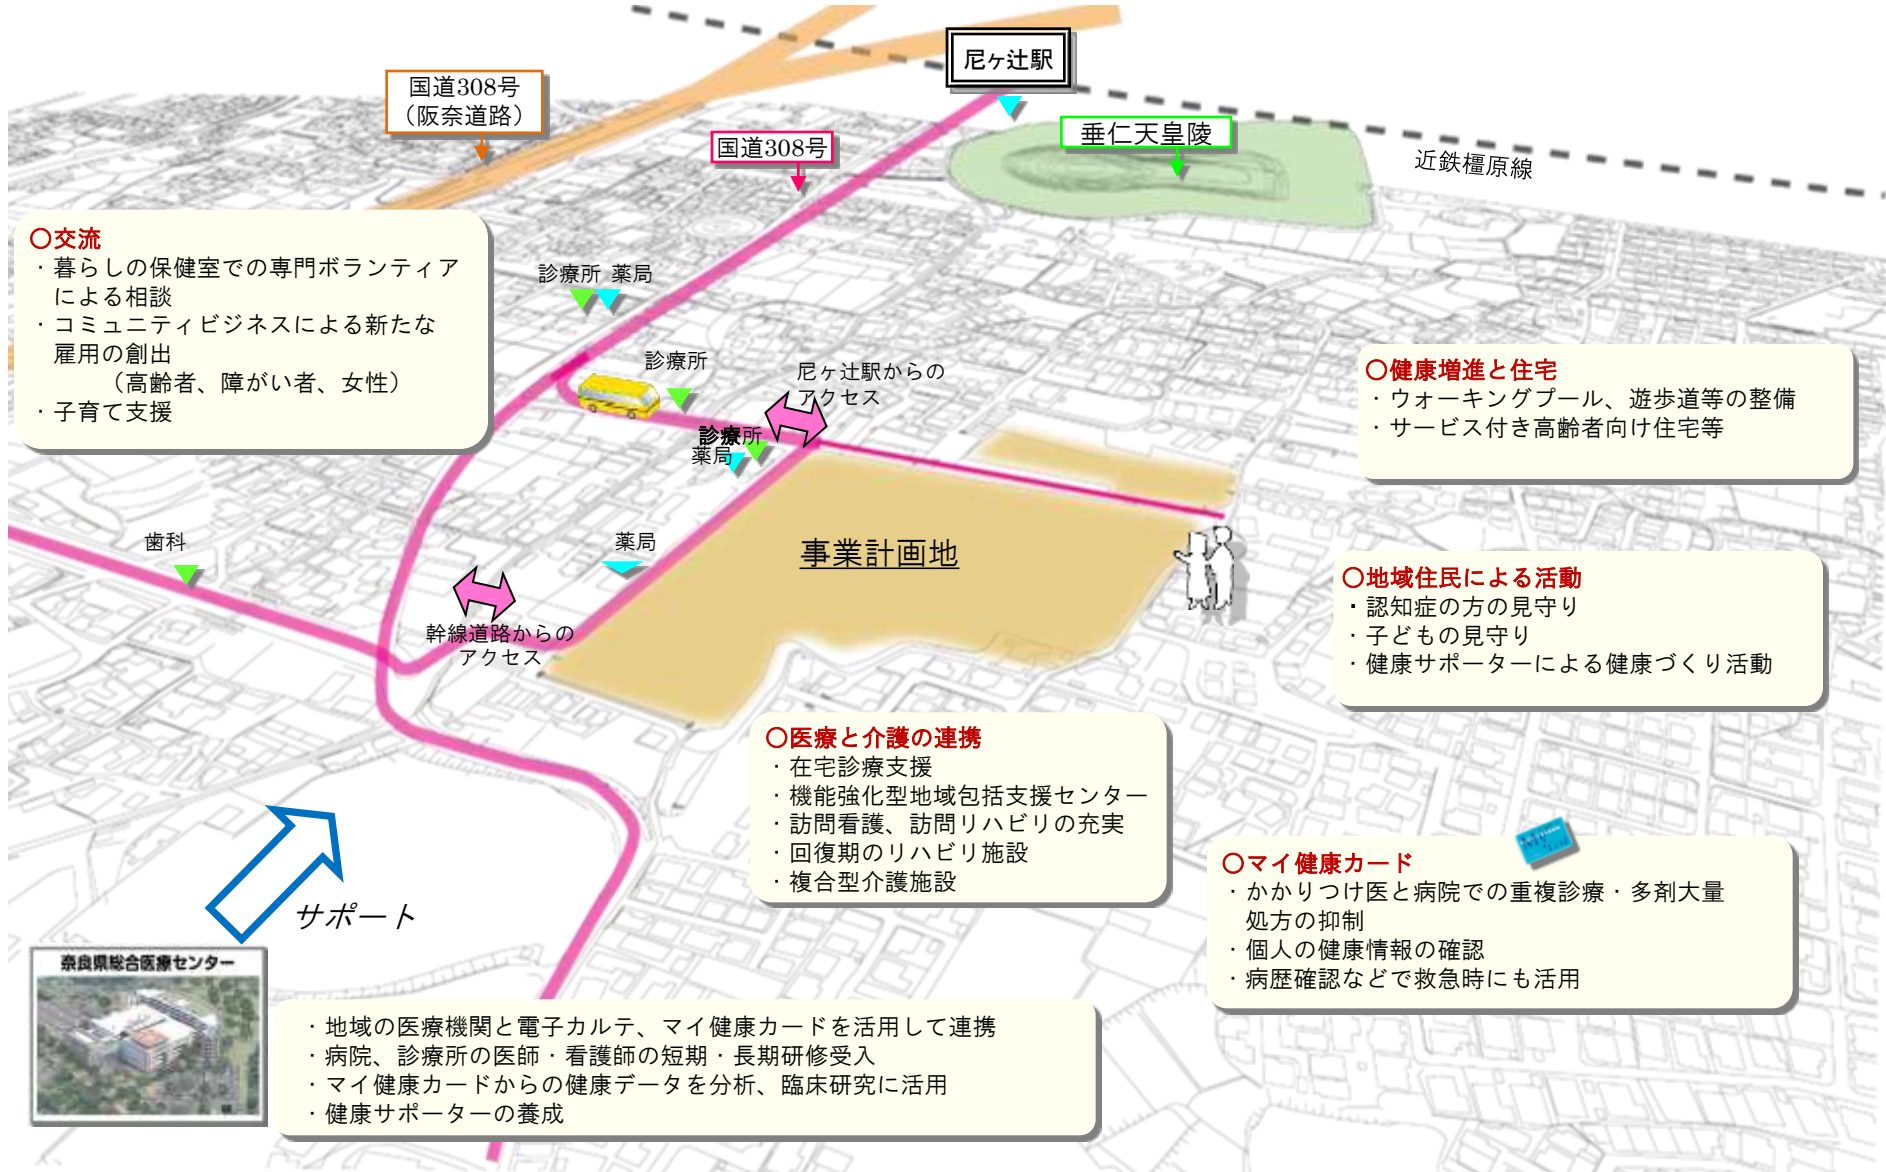 尼ヶ辻駅
国道308号
（阪奈道路）
国道308号
垂仁天皇陵
近鉄橿原線
○交流
・暮らしの保健室での専門ボランティア
による相談
・コミュニティビジネスによる新たな
雇用の創出
（高齢者、障がい者、女性）
・子育て支援
診療所 薬局
診療所
尼ヶ辻駅からの
アクセス
診療所
薬局
○健康増進と住宅
・ウォーキングプール、遊歩道等の整備
・サービス付き高齢者向け住宅等
歯科
薬局
事業計画地
幹線道路からの
アクセス
○地域住民による活動
・認知症の方の見守り
・子どもの見守り
・健康サポーターによる健康づくり活動
○医療と介護の連携
・在宅診療支援
・機能強化型地域包括支援センター
・訪問看護、訪問リハビリの充実
・回復期のリハビリ施設
・複合型介護施設
○マイ健康カード
・かかりつけ医と病院での重複診療・多剤大量
処方の抑制
・個人の健康情報の確認
・病歴確認などで救急時にも活用
サポート
奈良県総合医療センター
・地域の医療機関と電子カルテ、マイ健康カードを活用して連携
・病院、診療所の医師・看護師の短期・長期研修受入
・マイ健康カードからの健康データを分析、臨床研究に活用
・健康サポーターの養成